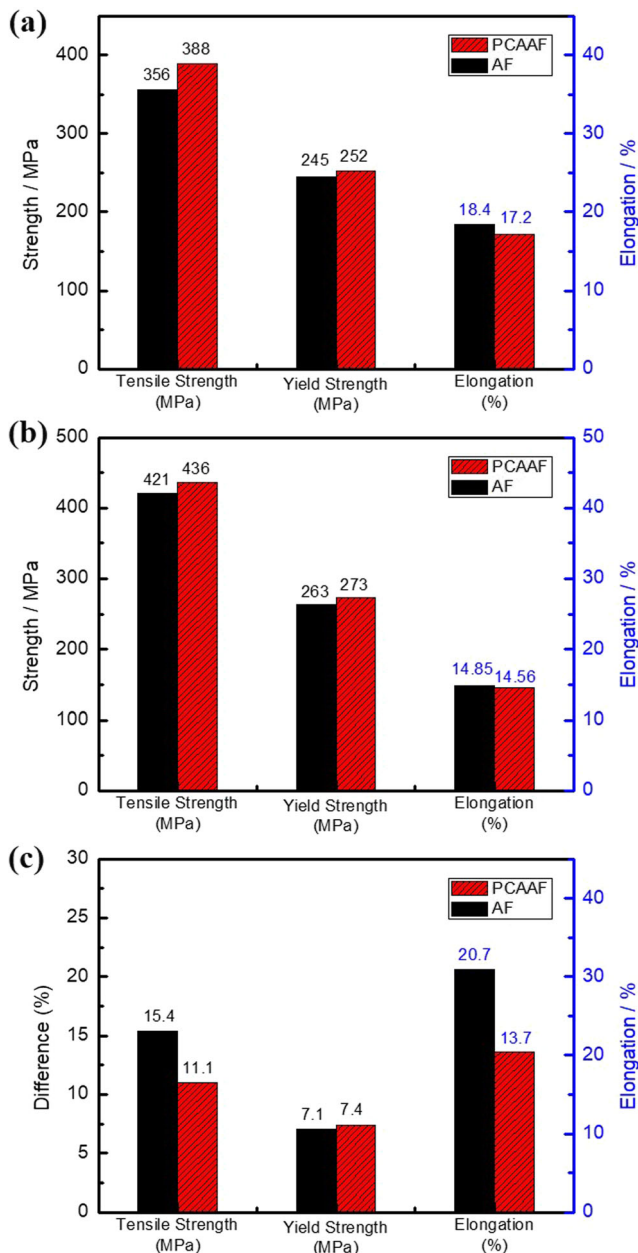 (a)
PCAAF
AF
356
388
245
252
18.4
17.2
400
300
200
100
0
Strength / MPa
40
30
20
10
0
Elongation / %
Tensile Strength
(MPa)
Yield Strength
(MPa)
Elongation
(%)
(b)
PCAAF
AF
421
436
263
273
14.85
14.56
500
400
300
200
100
0
Strength / MPa
50
40
30
20
10
0
Elongation / %
Tensile Strength
(MPa)
Yield Strength
(MPa)
Elongation
(%)
(c)
PCAAF
AF
15.4
11.1
7.1
7.4
20.7
13.7
30
25
20
15
10
5
0
Difference (%)
40
30
20
10
0
Elongation / %
Tensile Strength
(MPa)
Yield Strength
(MPa)
Elongation
(%)